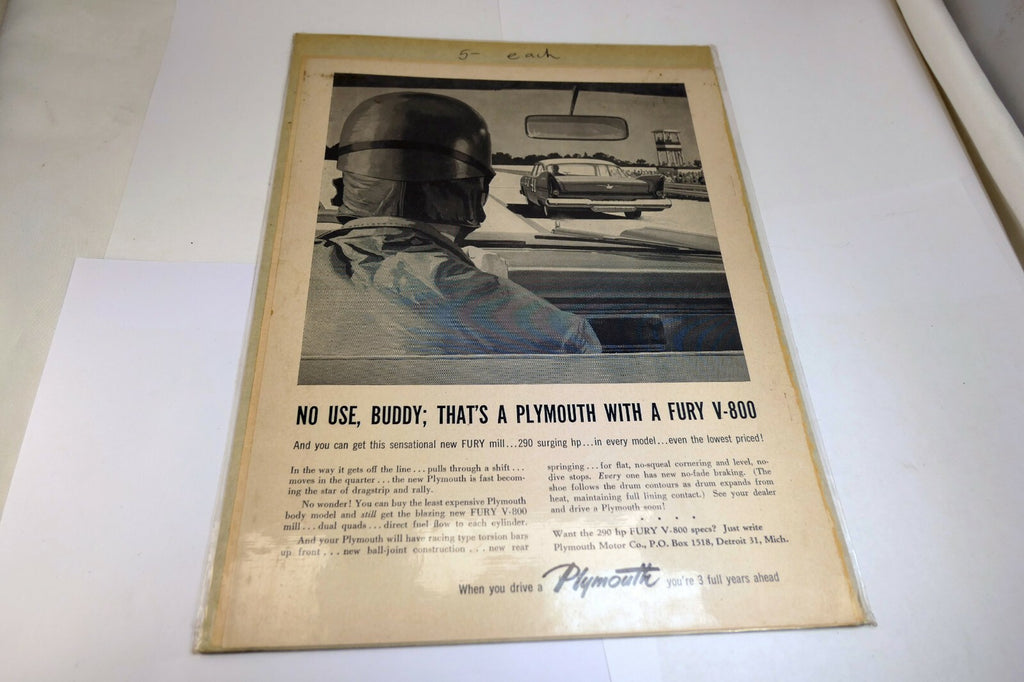 5- each
NO USE, BUDDY; THAT'S A PLYMOUTH WITH A FURY V-800
And you can get this sensational new FURY mill...290 surging hp...in every model...even the lowest priced!
In the way it gets off the line...pulls through a shift...
moves in the quarter...the new Plymouth is fast becom-
ing the star of dragstrip and rally.
No wonder! You can buy the least expensive Plymouth
body model and still get the blazing new FURY V-800
mill...dual quads...direct fuel flow to each cylinder.
And your Plymouth will have racing type torsion bars
up front...new ball-joint construction...new rear
springing...for flat, no-squeal cornering and level, no-
dive stops. Every one has new no-fade braking. (The
shoe follows the drum contours as drum expands from
heat, maintaining full lining contact.) See your dealer
and drive a Plymouth soon!
• • • •
Want the 290 hp FURY V-800 specs? Just write
Plymouth Motor Co., P.O. Box 1518, Detroit 31, Mich.
When you drive a Plymouth you're 3 full years ahead